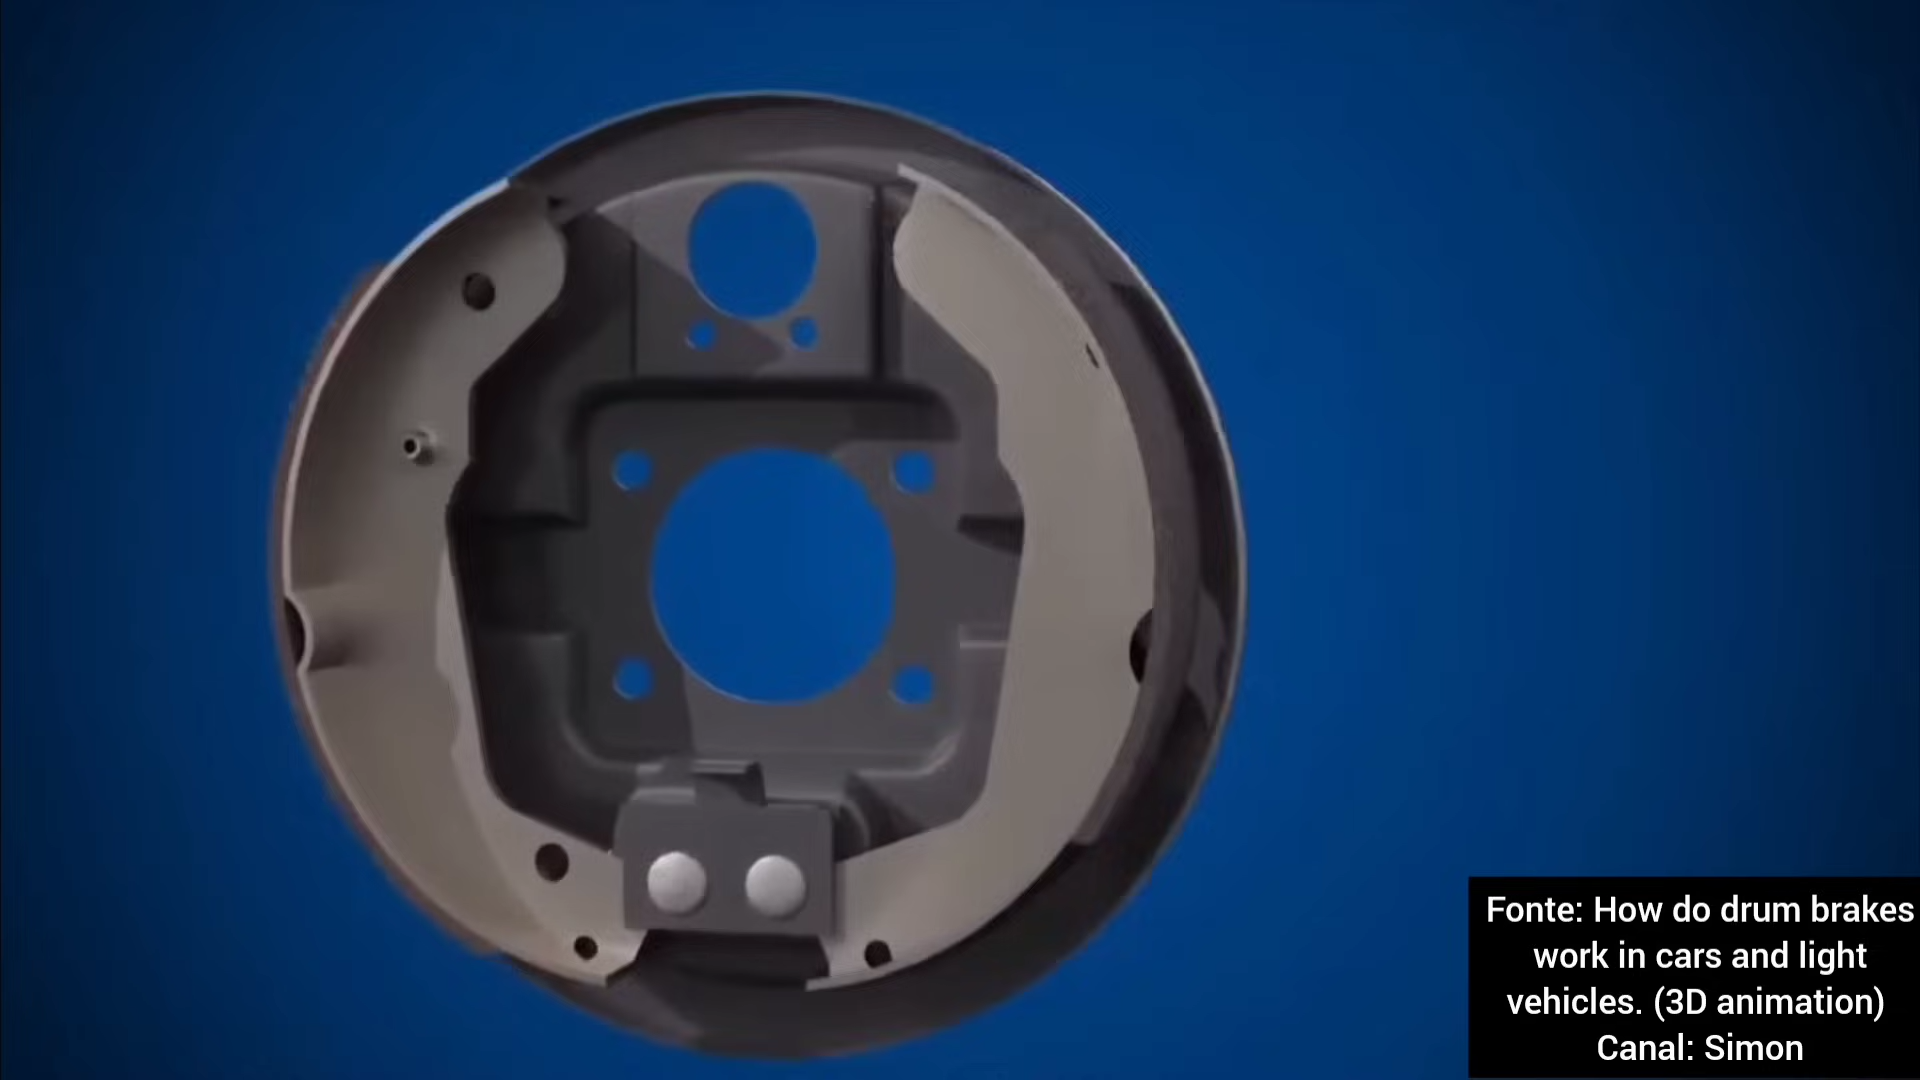 Fonte: How do drum brakes
work in cars and light
vehicles. (3D animation)
Canal: Simon